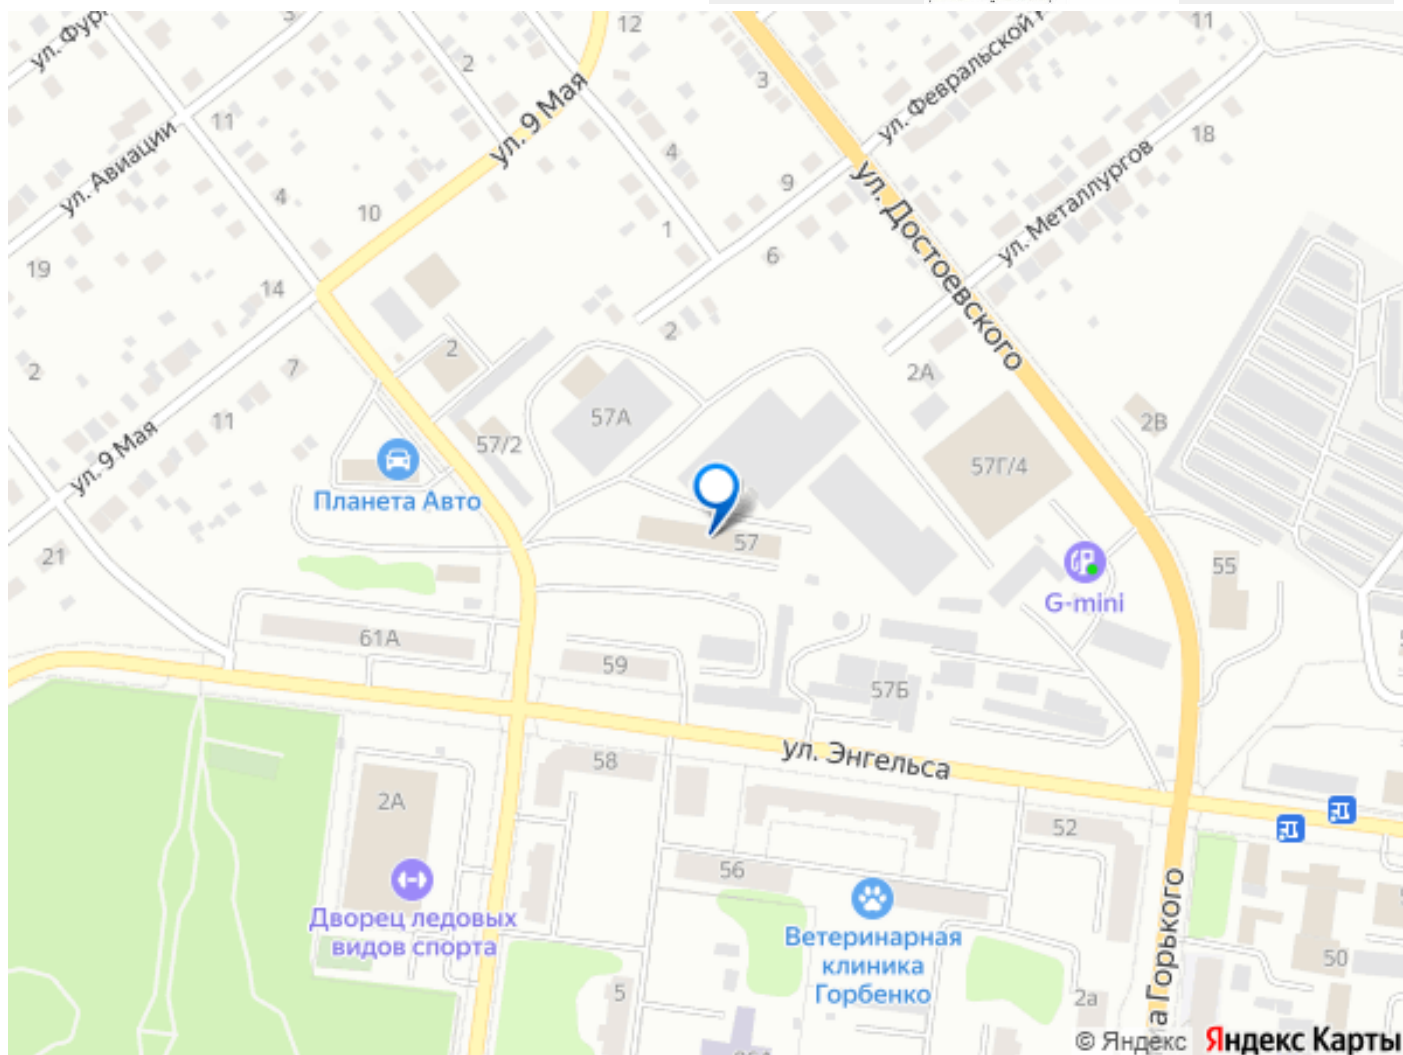 12
11
ул. Фур
3
2
3
ул. Февральской
ул. 9 Мая
11
18
ул. Авиации
4
ул. Металлургов
4
9
10
ул. Достоевского
1
6
19
14
2
2
2
7
2А
57А
11
2В
57/2
57Г/4
ул. 9 Мая
Планета Авто
57
21
55
G-mini
61А
59
57Б
ул. Энгельса
58
2А
52
56
Дворец ледовых
видов спорта
Ветеринарная
клиника
Горбенко
а Горького
50
5
2а
© Яндекс Яндекс Карты